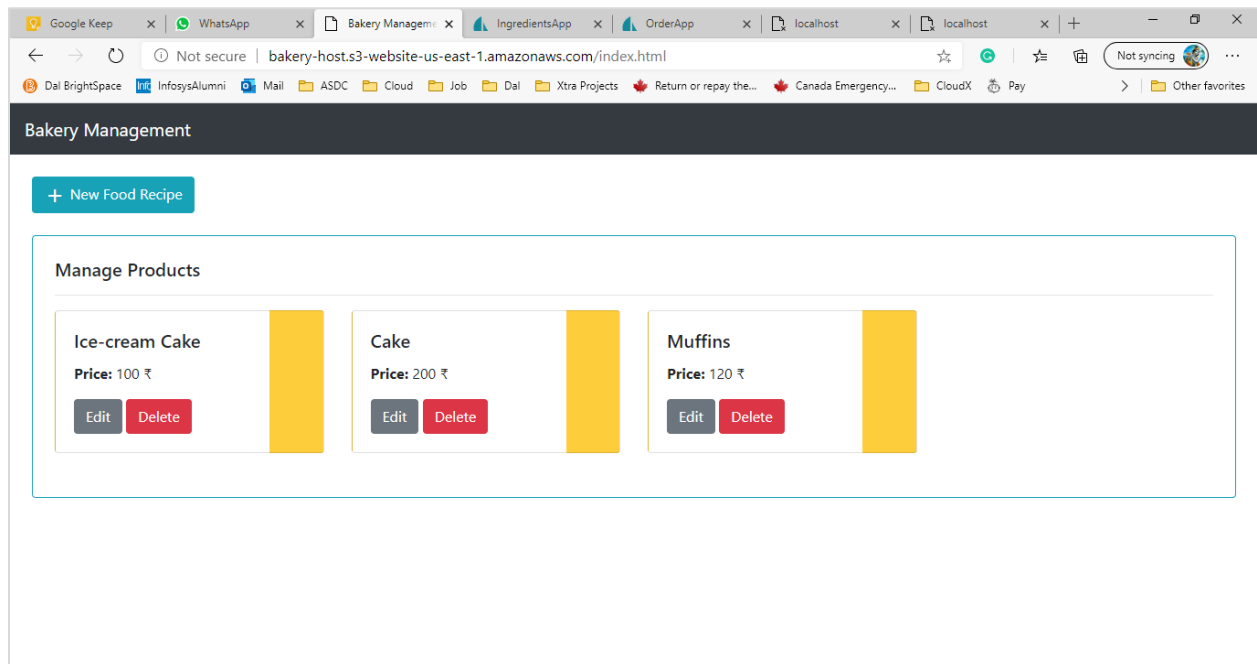 Google Keep WhatsApp Bakery Manageme IngredientsApp OrderApp localhost localhost
Not secure bakery-host.s3-website-us-east-1.amazonaws.com/index.html Not syncing
Dal BrightSpace Inf InfosysAlumni Mail ASDC Cloud Job Dal Xtra Projects Return or repay the... Canada Emergency... CloudX Pay Other favorites
Bakery Management
+ New Food Recipe
Manage Products
Ice-cream Cake Cake Muffins
Price: 100 ₹ Price: 200 ₹ Price: 120 ₹
Edit Delete Edit Delete Edit Delete